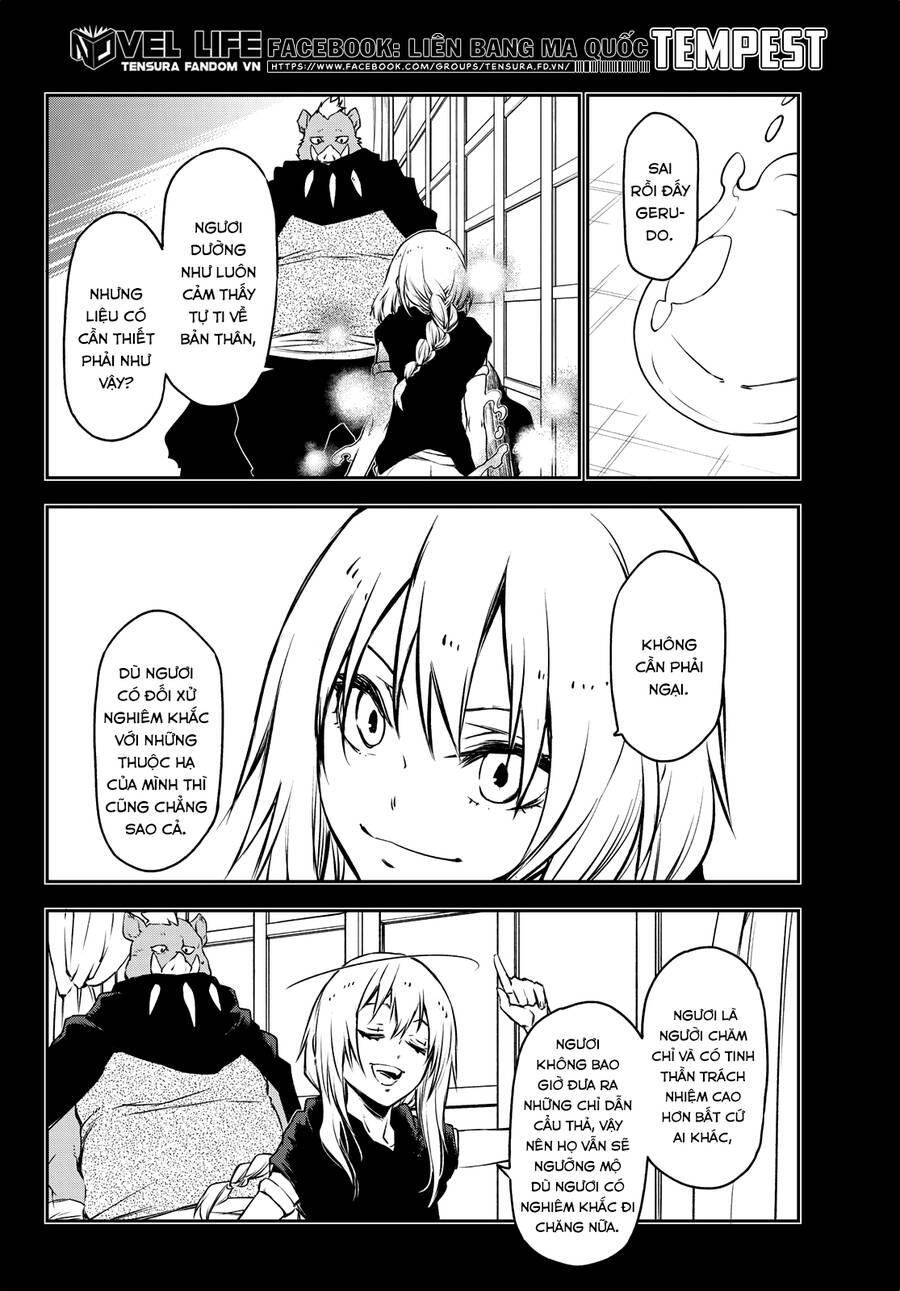 NOVEL LIFE
TENSURA FANDOM VN
FACEBOOK: LIÊN BANG MA QUỐC
HTTPS://WWW.FACEBOOK.COM/GROUPS/TENSURA.FD.VN/
TEMPEST
SAI
RỒI ĐẤY
GERU-
DO.
NGƯƠI
DƯỜNG
NHƯ LUÔN
CẢM THẤY
TỰ TI VỀ
BẢN THÂN,
NHƯNG
LIỆU CÓ
CẦN THIẾT
PHẢI NHƯ
VẬY?
KHÔNG
CẦN PHẢI
NGẠI.
DÙ NGƯƠI
CÓ ĐỐI XỬ
NGHIÊM KHẮC
VỚI NHỮNG
THUỘC HẠ
CỦA MÌNH THÌ
CŨNG CHẲNG
SAO CẢ.
NGƯƠI LÀ
NGƯỜI CHĂM
CHỈ VÀ CÓ TINH
THẦN TRÁCH
NHIỆM CAO
HƠN BẤT CỨ
AI KHÁC,
NGƯƠI
KHÔNG BAO
GIỜ ĐƯA RA
NHỮNG CHỈ DẪN
CẨU THẢ, VẬY
NÊN HỌ VẪN SẼ
NGƯỠNG MỘ
DÙ NGƯƠI CÓ
NGHIÊM KHẮC ĐI
CHĂNG NỮA.